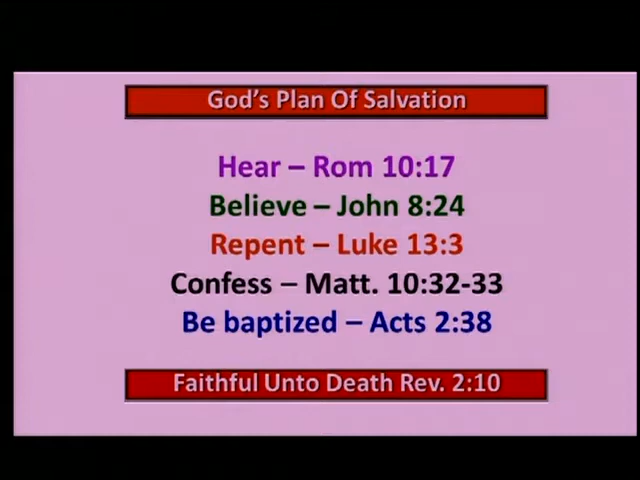 God's Plan Of Salvation
Hear – Rom 10:17
Believe – John 8:24
Repent – Luke 13:3
Confess – Matt. 10:32-33
Be baptized – Acts 2:38
Faithful Unto Death Rev. 2:10